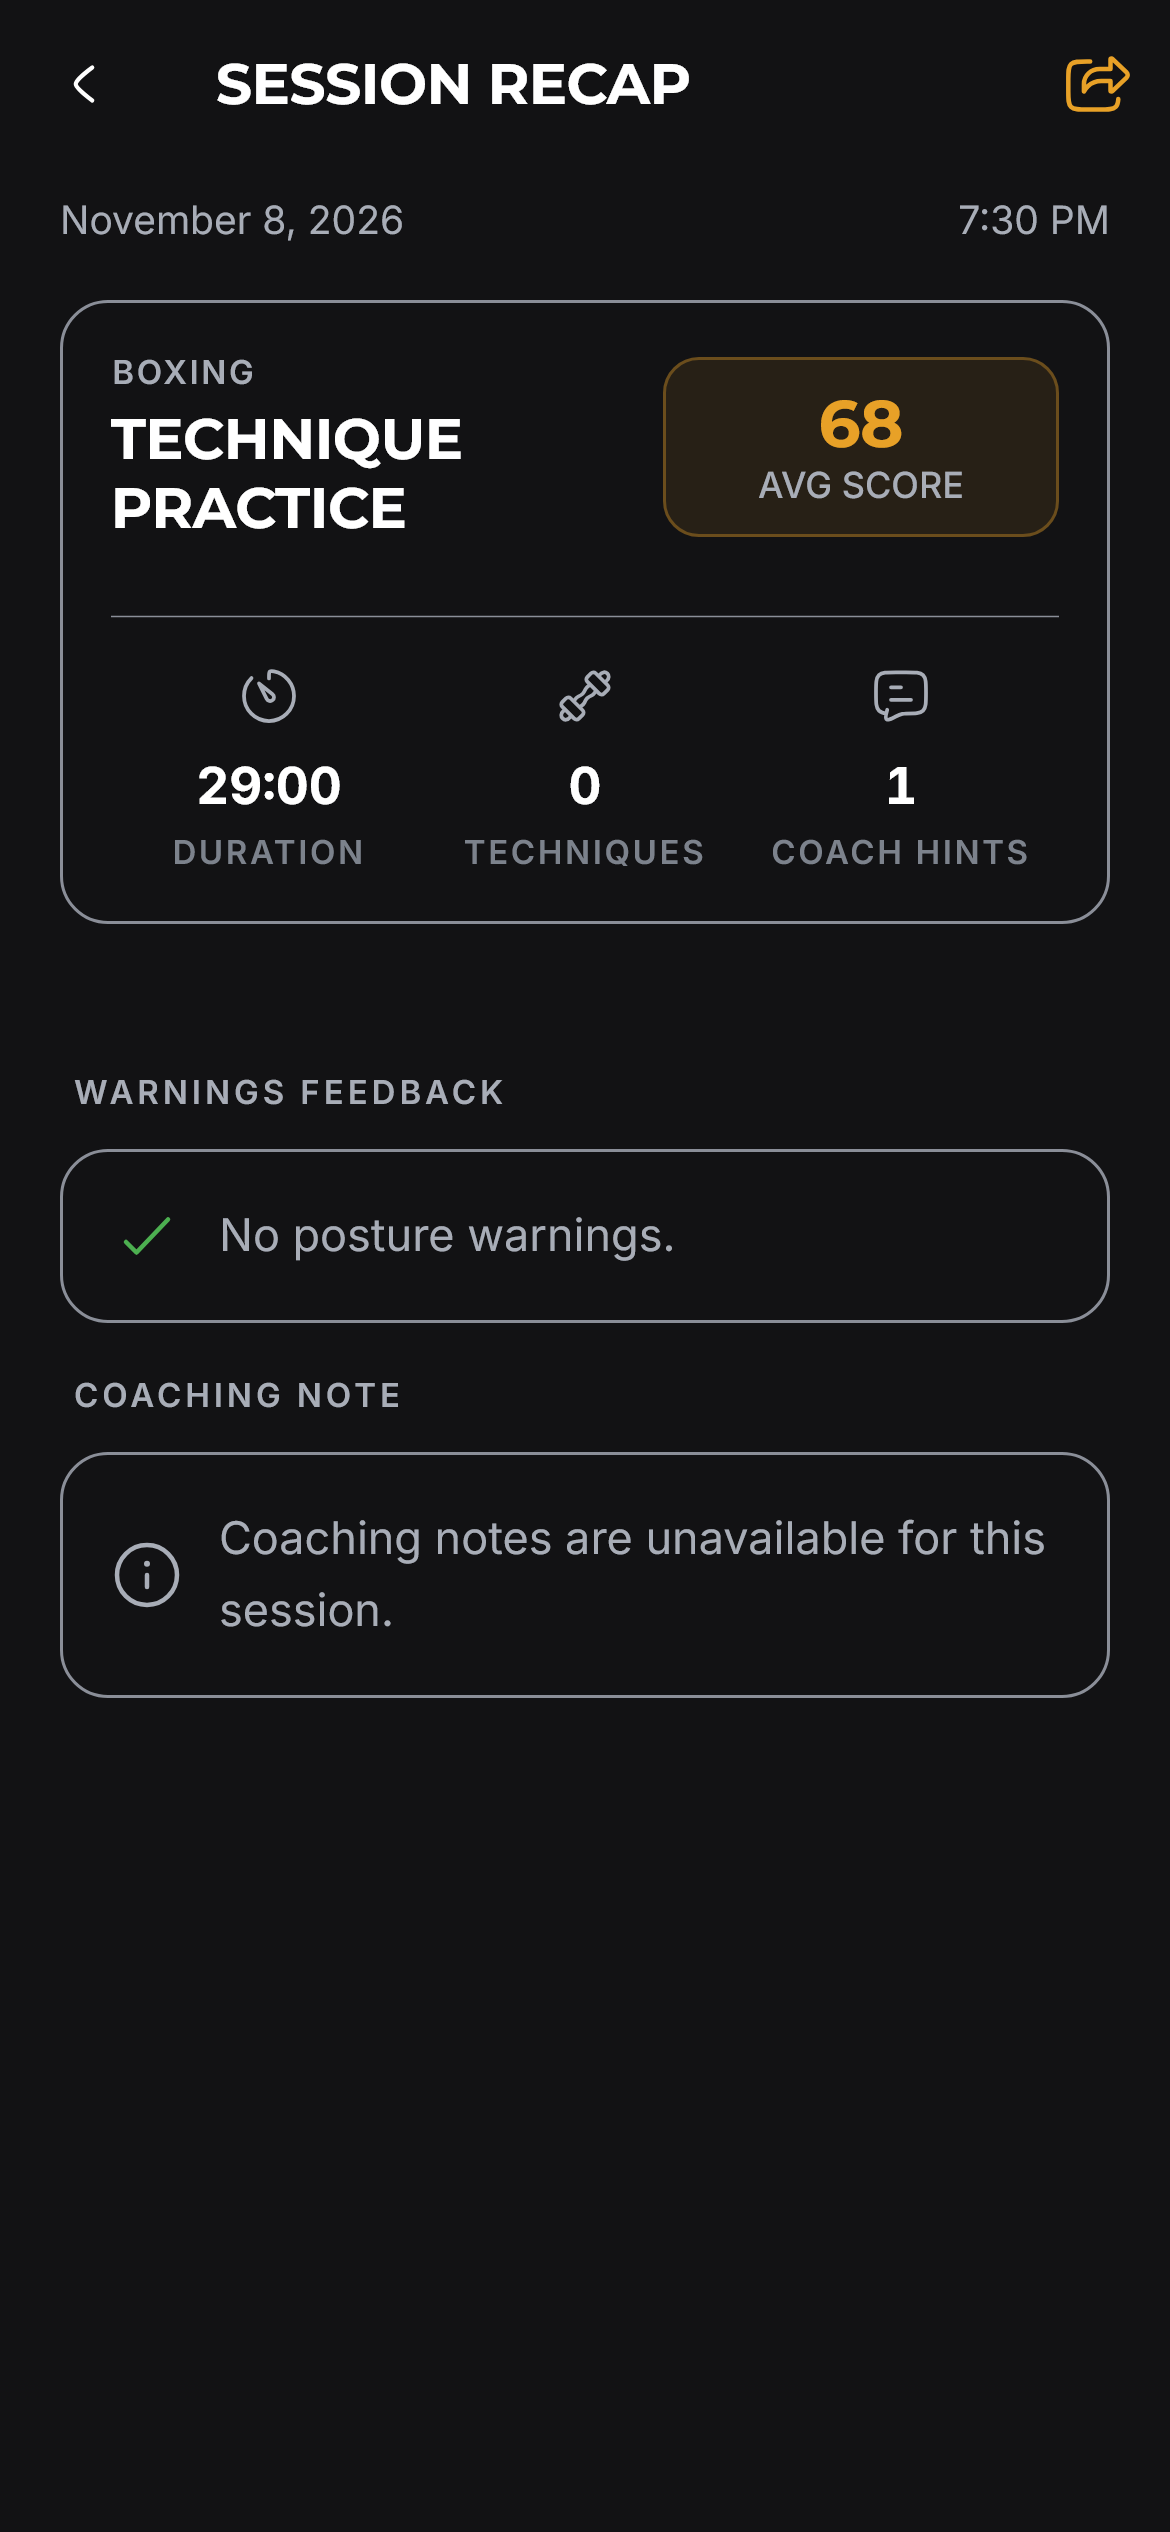 SESSION RECAP
November 8, 2026
7:30 PM
BOXING
TECHNIQUE
PRACTICE
68
AVG SCORE
29:00
DURATION
0
TECHNIQUES
1
COACH HINTS
WARNINGS FEEDBACK
No posture warnings.
COACHING NOTE
Coaching notes are unavailable for this
session.